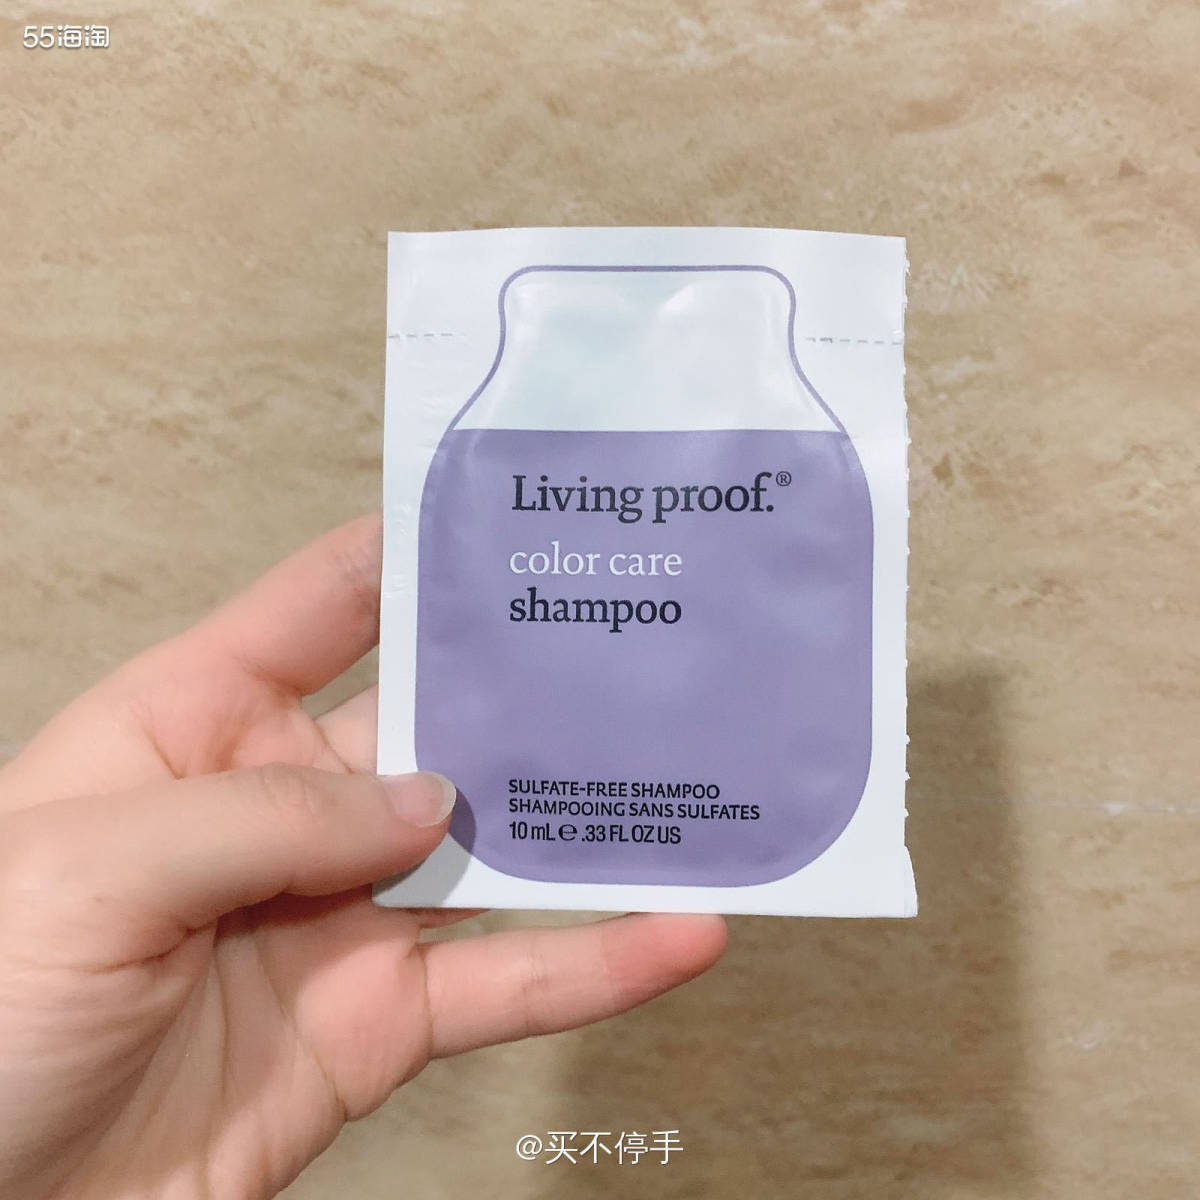 55海淘
Living proof.®
color care
shampoo
SULFATE-FREE SHAMPOO
SHAMPOOING SANS SULFATES
10 mL ℮ .33 FL OZ US
@买不停手